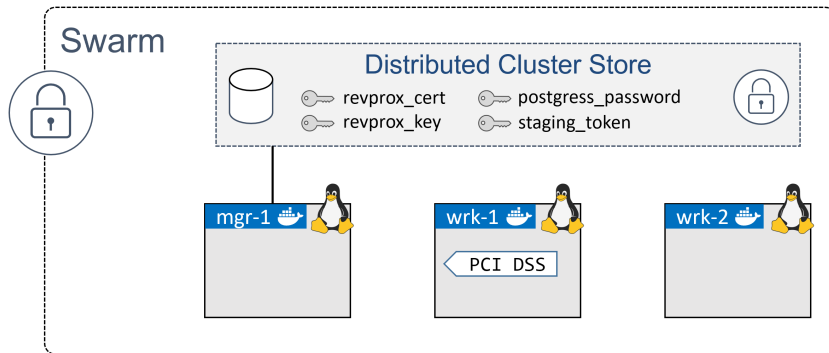 Swarm
Distributed Cluster Store
revprox_cert
postgress_password
revprox_key
staging_token
mgr-1
wrk-1
wrk-2
PCI DSS